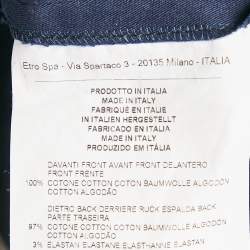 Etro Spa - Via Spartaco 3 - 20135 Milano - ITALIA
PRODOTTO IN ITALIA
MADE IN ITALY
FABRIQUÉ EN ITALIE
IN ITALIEN HERGESTELLT
FABRICADO EN ITALIA
MADE IN ITALY
PRODUZIDO EM ITÁLIA
DAVANTI FRONT AVANT FRONT DELANTERO
FRONT FRENTE
100% COTONE COTTON COTON BAUMWOLLE ALGODÓN
COTTON ALGODÃO
DIETRO BACK DERRIERE RUCK ESPALDA BACK
PARTE TRASEIRA
97% COTONE COTTON COTON BAUMWOLLE ALGODÓN
COTTON ALGODÃO
3% ELASTAN ELASTANE ELASTHANNE ELASTAN